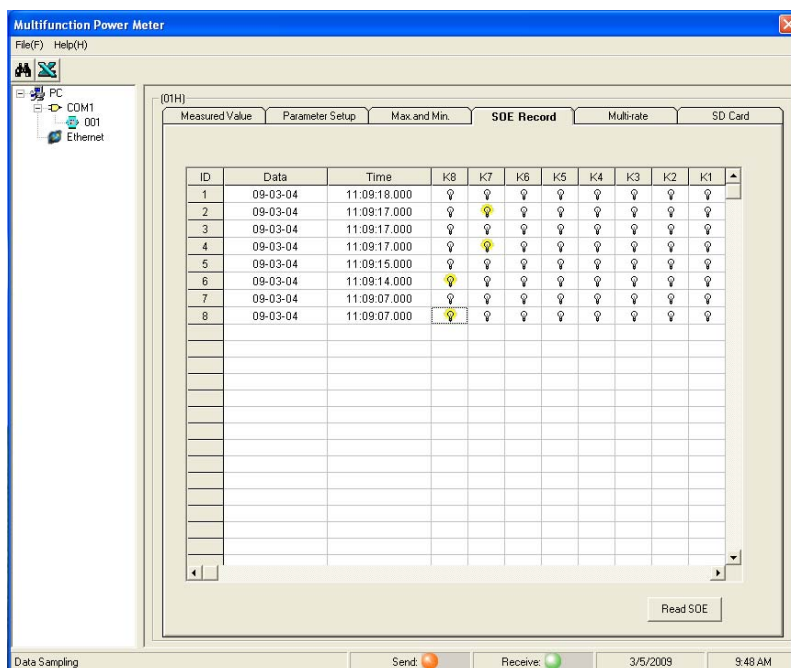 Multifunction Power Meter
File(F) Help(H)
PC
COM1
001
Ethernet
(01H)
Measured Value Parameter Setup Max.and Min. SOE Record Multi-rate SD Card
ID Data Time K8 K7 K6 K5 K4 K3 K2 K1
1 09-03-04 11:09:18.000
2 09-03-04 11:09:17.000
3 09-03-04 11:09:17.000
4 09-03-04 11:09:17.000
5 09-03-04 11:09:15.000
6 09-03-04 11:09:14.000
7 09-03-04 11:09:07.000
8 09-03-04 11:09:07.000
Read SOE
Data Sampling Send: Receive: 3/5/2009 9:48 AM